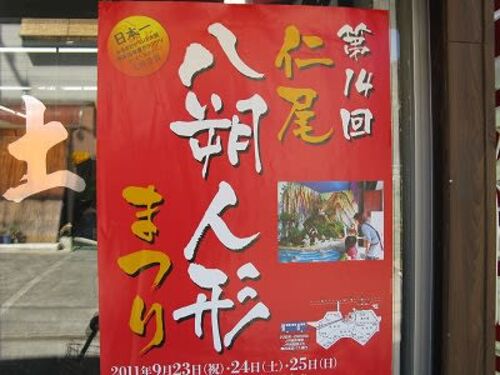 第14回
仁尾
八朔人形
まつり
日本一
土
2011年9月23日(祝)・24日(土)・25日(日)